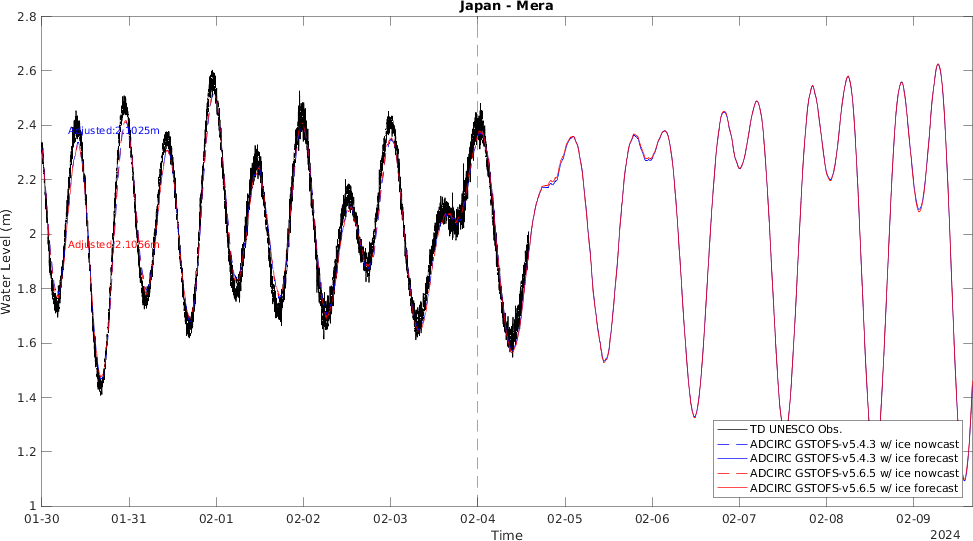 Japan - Mera
2.8
2.6
2.4
2.2
2
1.8
1.6
1.4
1.2
1
Water Level (m)
Adjusted:2.1025m
Adjusted:2.1056m
TD UNESCO Obs.
ADCIRC GSTOFS-v5.4.3 w/ ice nowcast
ADCIRC GSTOFS-v5.4.3 w/ ice forecast
ADCIRC GSTOFS-v5.6.5 w/ ice nowcast
ADCIRC GSTOFS-v5.6.5 w/ ice forecast
01-30 01-31 02-01 02-02 02-03 02-04 02-05 02-06 02-07 02-08 02-09
Time
2024